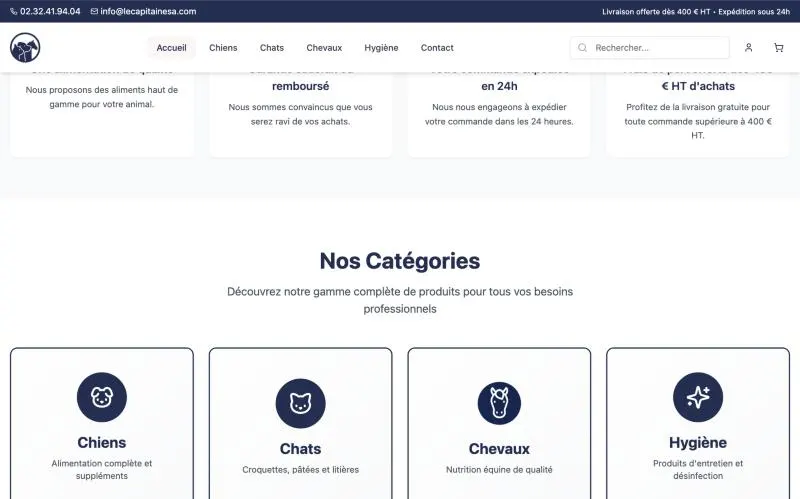 02.32.41.94.04 info@lecapitainesa.com Livraison offerte dès 400 € HT • Expédition sous 24h
Accueil Chiens Chats Chevaux Hygiène Contact Rechercher...
Nous proposons des aliments haut de
gamme pour votre animal.
remboursé
Nous sommes convaincus que vous
serez ravi de vos achats.
en 24h
Nous nous engageons à expédier
votre commande dans les 24 heures.
€ HT d'achats
Profitez de la livraison gratuite pour
toute commande supérieure à 400 €
HT.
Nos Catégories
Découvrez notre gamme complète de produits pour tous vos besoins
professionnels
Chiens
Alimentation complète et
suppléments
Chats
Croquettes, pâtées et litières
Chevaux
Nutrition équine de qualité
Hygiène
Produits d'entretien et
désinfection